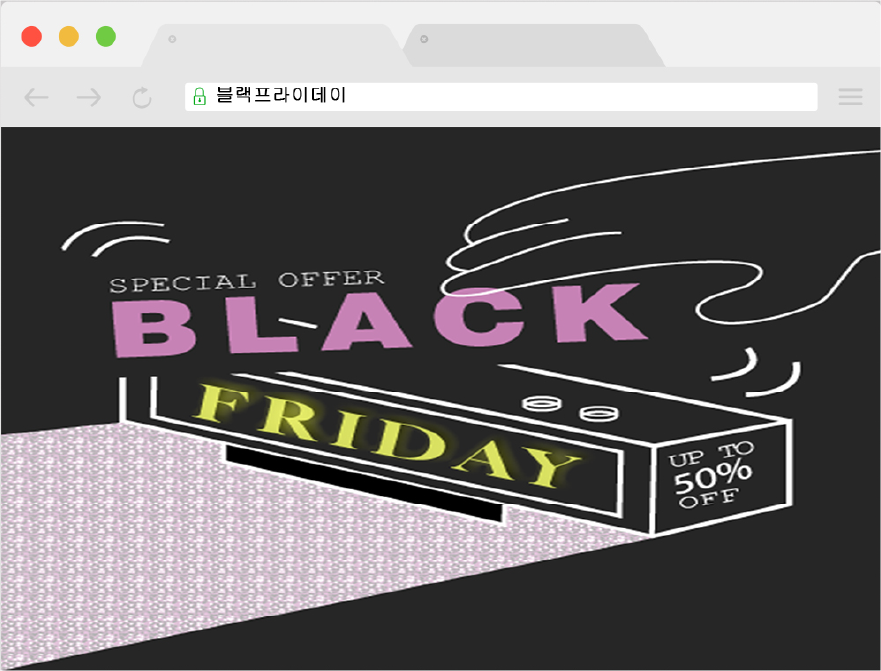 블랙프라이데이
SPECIAL OFFER
BLACK
FRIDAY
UP TO
50%
OFF